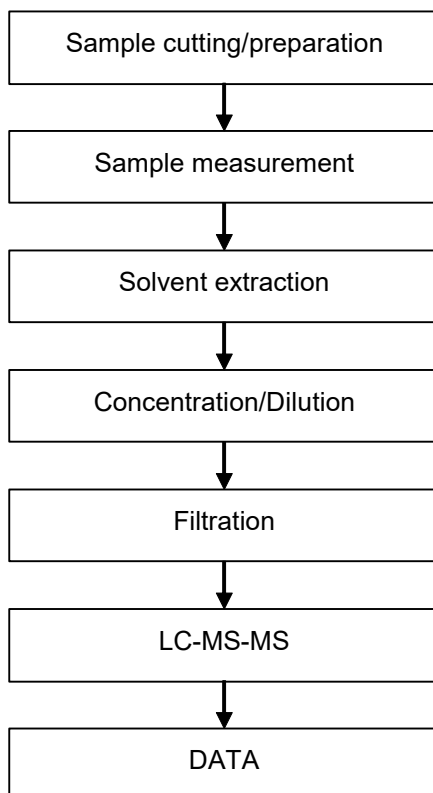 Sample cutting/preparation
Sample measurement
Solvent extraction
Concentration/Dilution
Filtration
LC-MS-MS
DATA